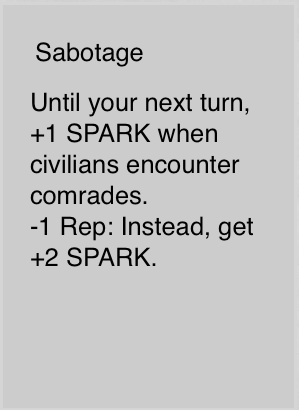 Sabotage
Until your next turn,
+1 SPARK when
civilians encounter
comrades.
-1 Rep: Instead, get
+2 SPARK.